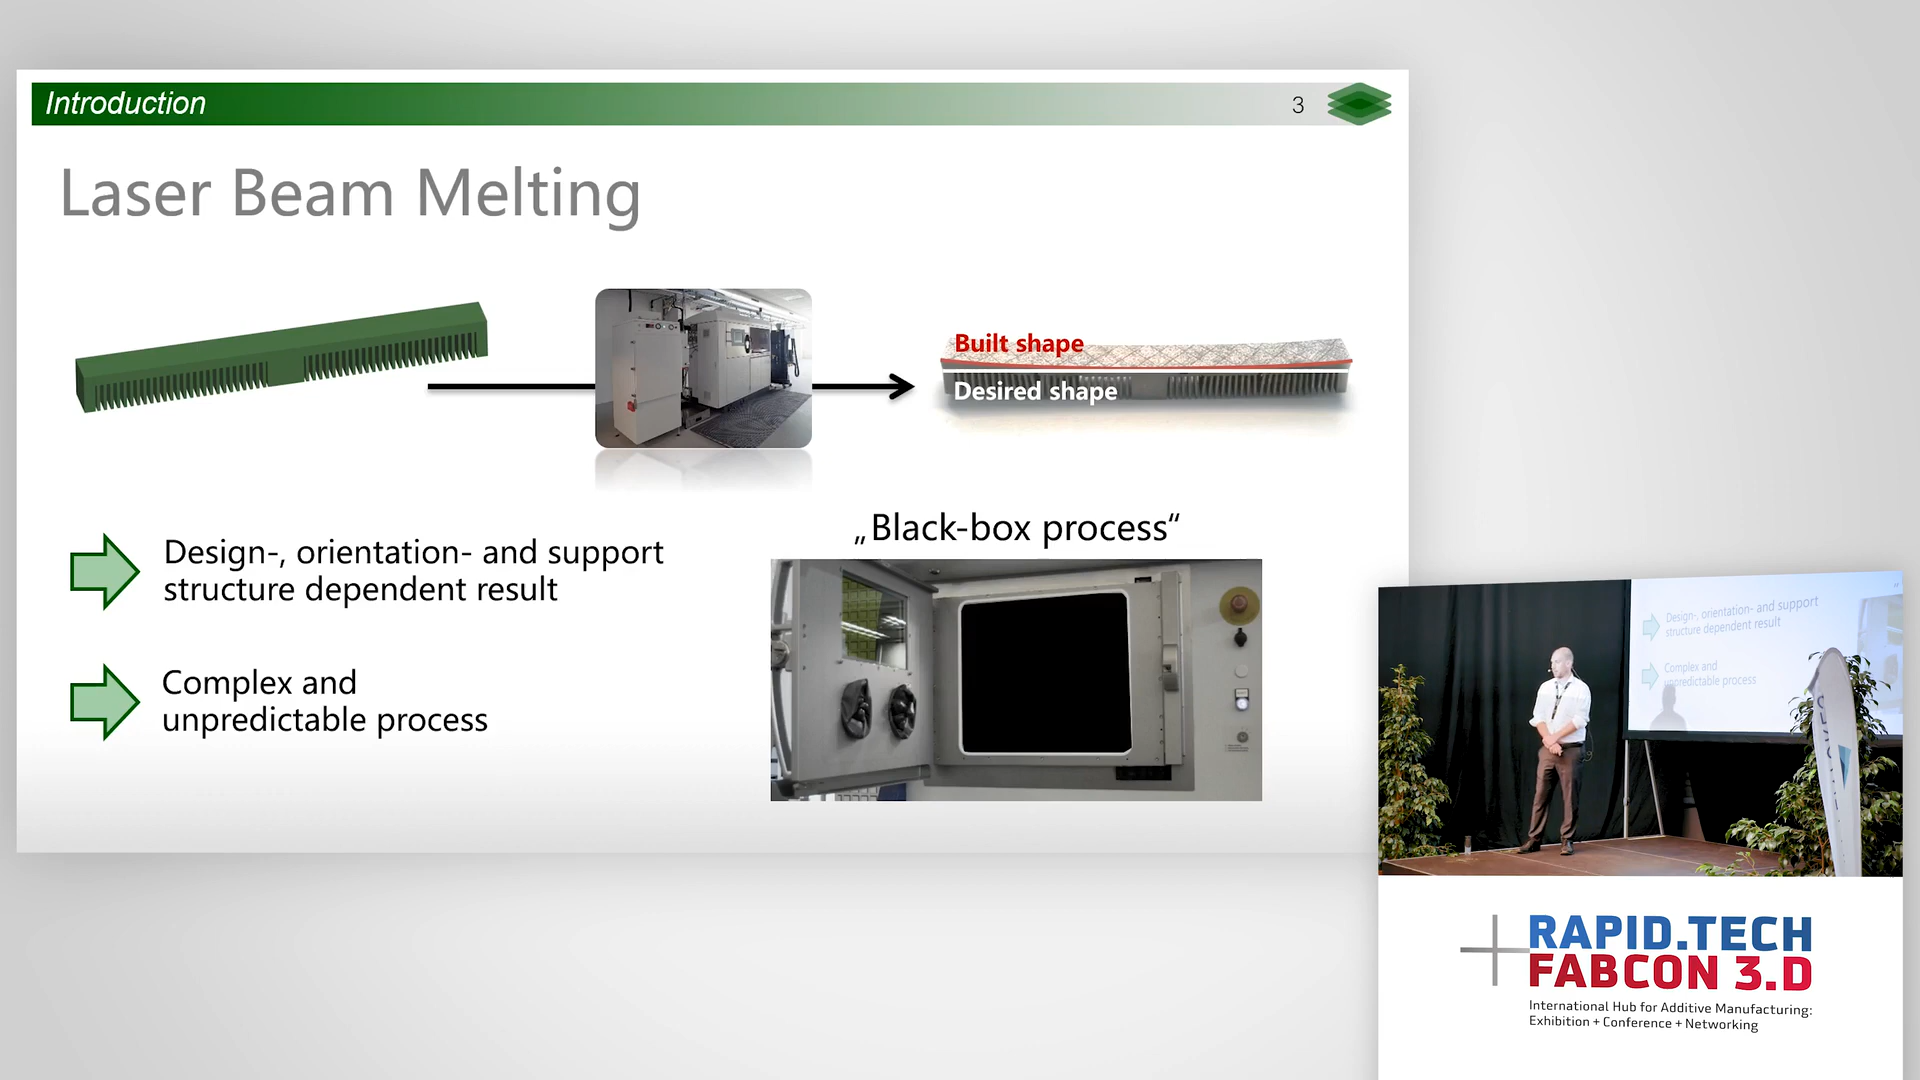 Introduction
3
Laser Beam Melting
Built shape
Desired shape
„Black-box process“
Design-, orientation- and support
structure dependent result
Complex and
unpredictable process
Design-, orientation- and support
structure dependent result
Complex and
unpredictable process
RAPID.TECH
FABCON 3.D
International Hub for Additive Manufacturing:
Exhibition + Conference + Networking